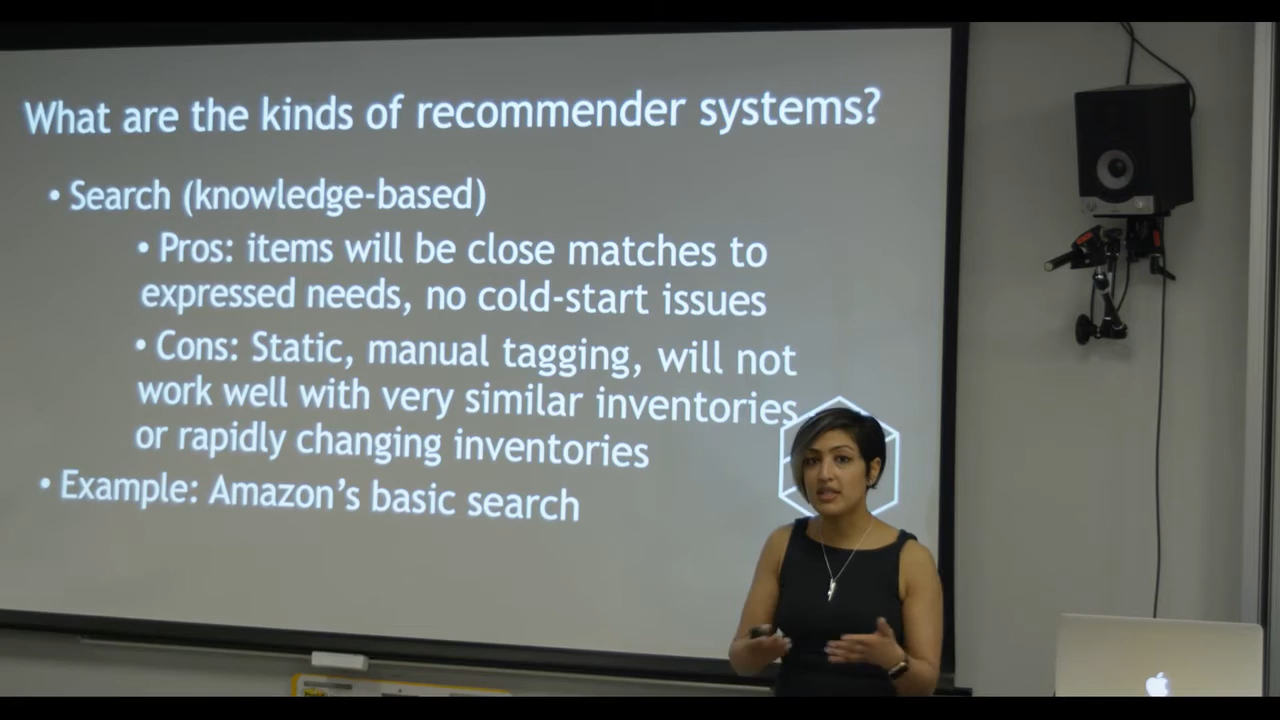 What are the kinds of recommender systems?
• Search (knowledge-based)
• Pros: items will be close matches to
expressed needs, no cold-start issues
• Cons: Static, manual tagging, will not
work well with very similar inventories
or rapidly changing inventories
• Example: Amazon's basic search